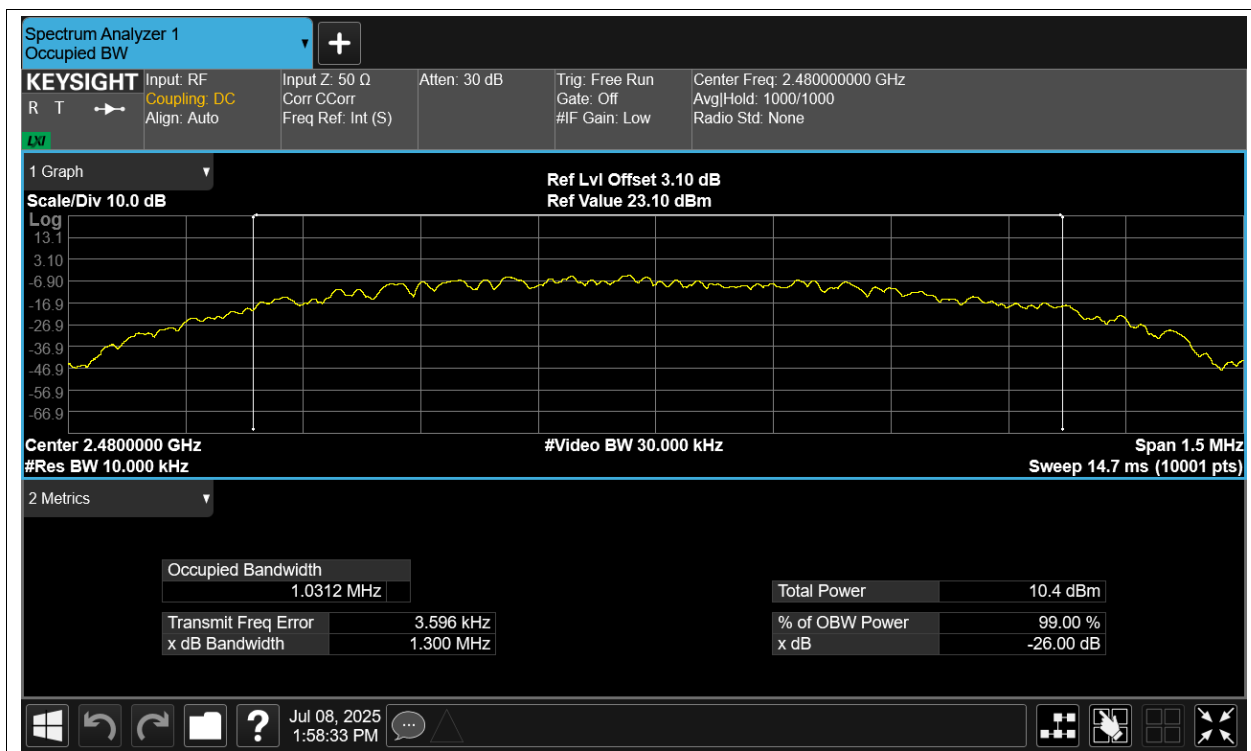 Spectrum Analyzer 1
Occupied BW
+
KEYSIGHT Input: RF Input Z: 50 Ω Atten: 30 dB Trig: Free Run Center Freq: 2.480000000 GHz
R T Coupling: DC Corr CCorr Gate: Off Avg|Hold: 1000/1000
Align: Auto Freq Ref: Int (S) #IF Gain: Low Radio Std: None
LXI
1 Graph
Ref Lvl Offset 3.10 dB
Scale/Div 10.0 dB Ref Value 23.10 dBm
Log
13.1
3.10
-6.90
-16.9
-26.9
-36.9
-46.9
-56.9
-66.9
Center 2.4800000 GHz #Video BW 30.000 kHz Span 1.5 MHz
#Res BW 10.000 kHz Sweep 14.7 ms (10001 pts)
2 Metrics
Occupied Bandwidth
1.0312 MHz Total Power 10.4 dBm
Transmit Freq Error 3.596 kHz % of OBW Power 99.00 %
x dB Bandwidth 1.300 MHz x dB -26.00 dB
? Jul 08, 2025
1:58:33 PM